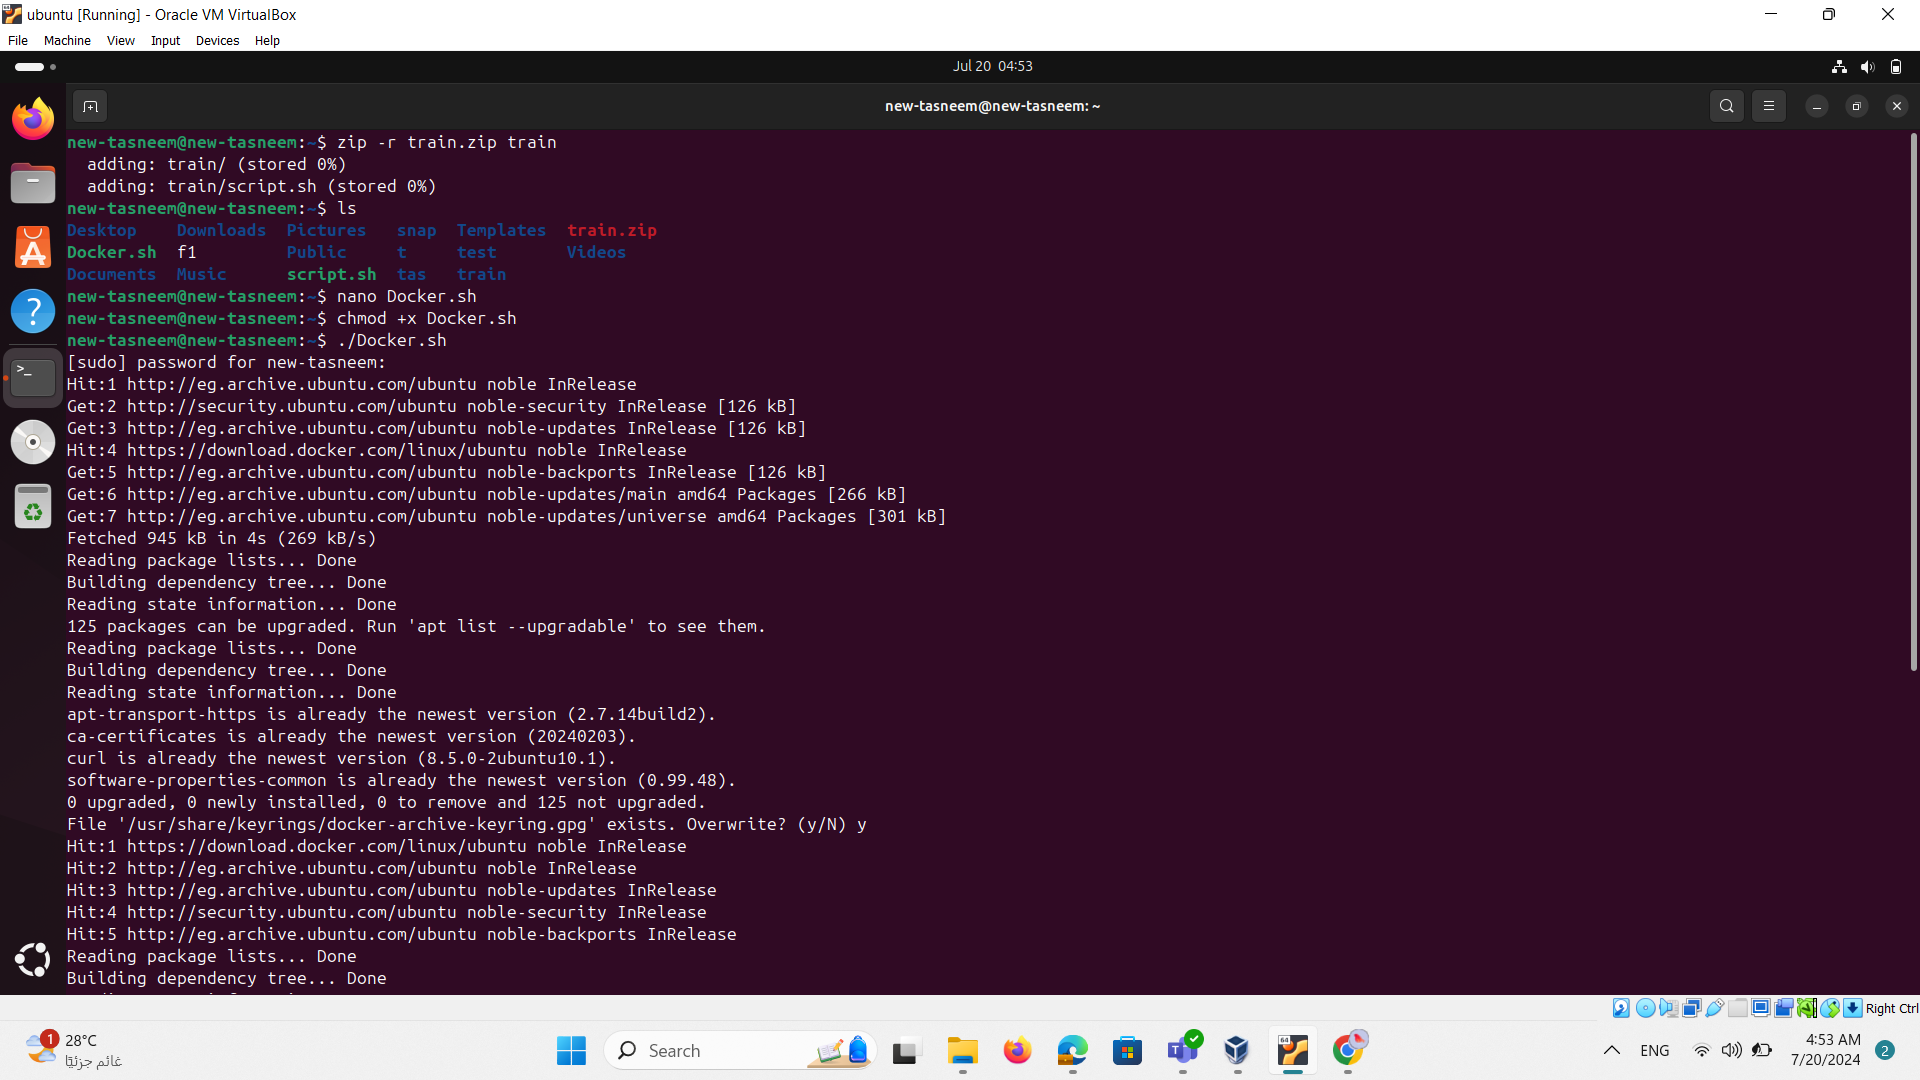 ubuntu [Running] - Oracle VM VirtualBox
File Machine View Input Devices Help
Jul 20 04:53
new-tasneem@new-tasneem: ~
new-tasneem@new-tasneem:~$ zip -r train.zip train
  adding: train/ (stored 0%)
  adding: train/script.sh (stored 0%)
new-tasneem@new-tasneem:~$ ls
Desktop    Downloads  Pictures   snap  Templates  train.zip
Docker.sh  f1         Public     t     test       Videos
Documents  Music      script.sh  tas   train
new-tasneem@new-tasneem:~$ nano Docker.sh
new-tasneem@new-tasneem:~$ chmod +x Docker.sh
new-tasneem@new-tasneem:~$ ./Docker.sh
[sudo] password for new-tasneem:
Hit:1 http://eg.archive.ubuntu.com/ubuntu noble InRelease
Get:2 http://security.ubuntu.com/ubuntu noble-security InRelease [126 kB]
Get:3 http://eg.archive.ubuntu.com/ubuntu noble-updates InRelease [126 kB]
Hit:4 https://download.docker.com/linux/ubuntu noble InRelease
Get:5 http://eg.archive.ubuntu.com/ubuntu noble-backports InRelease [126 kB]
Get:6 http://eg.archive.ubuntu.com/ubuntu noble-updates/main amd64 Packages [266 kB]
Get:7 http://eg.archive.ubuntu.com/ubuntu noble-updates/universe amd64 Packages [301 kB]
Fetched 945 kB in 4s (269 kB/s)
Reading package lists... Done
Building dependency tree... Done
Reading state information... Done
125 packages can be upgraded. Run 'apt list --upgradable' to see them.
Reading package lists... Done
Building dependency tree... Done
Reading state information... Done
apt-transport-https is already the newest version (2.7.14build2).
ca-certificates is already the newest version (20240203).
curl is already the newest version (8.5.0-2ubuntu10.1).
software-properties-common is already the newest version (0.99.48).
0 upgraded, 0 newly installed, 0 to remove and 125 not upgraded.
File '/usr/share/keyrings/docker-archive-keyring.gpg' exists. Overwrite? (y/N) y
Hit:1 https://download.docker.com/linux/ubuntu noble InRelease
Hit:2 http://eg.archive.ubuntu.com/ubuntu noble InRelease
Hit:3 http://eg.archive.ubuntu.com/ubuntu noble-updates InRelease
Hit:4 http://security.ubuntu.com/ubuntu noble-security InRelease
Hit:5 http://eg.archive.ubuntu.com/ubuntu noble-backports InRelease
Reading package lists... Done
Building dependency tree... Done
Right Ctrl
1
28°C
غائم جزئيًا
Search
ENG
4:53 AM
7/20/2024
2